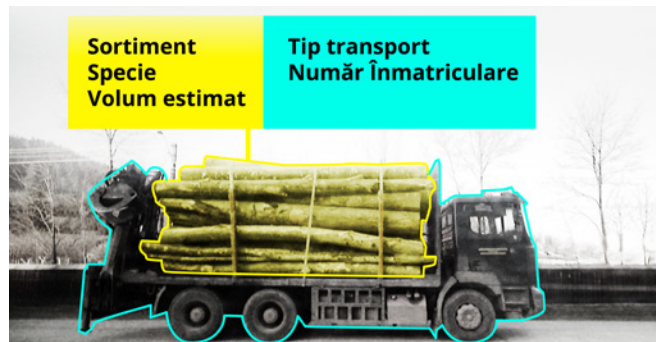 Sortiment
Specie
Volum estimat
Tip transport
Număr Înmatriculare